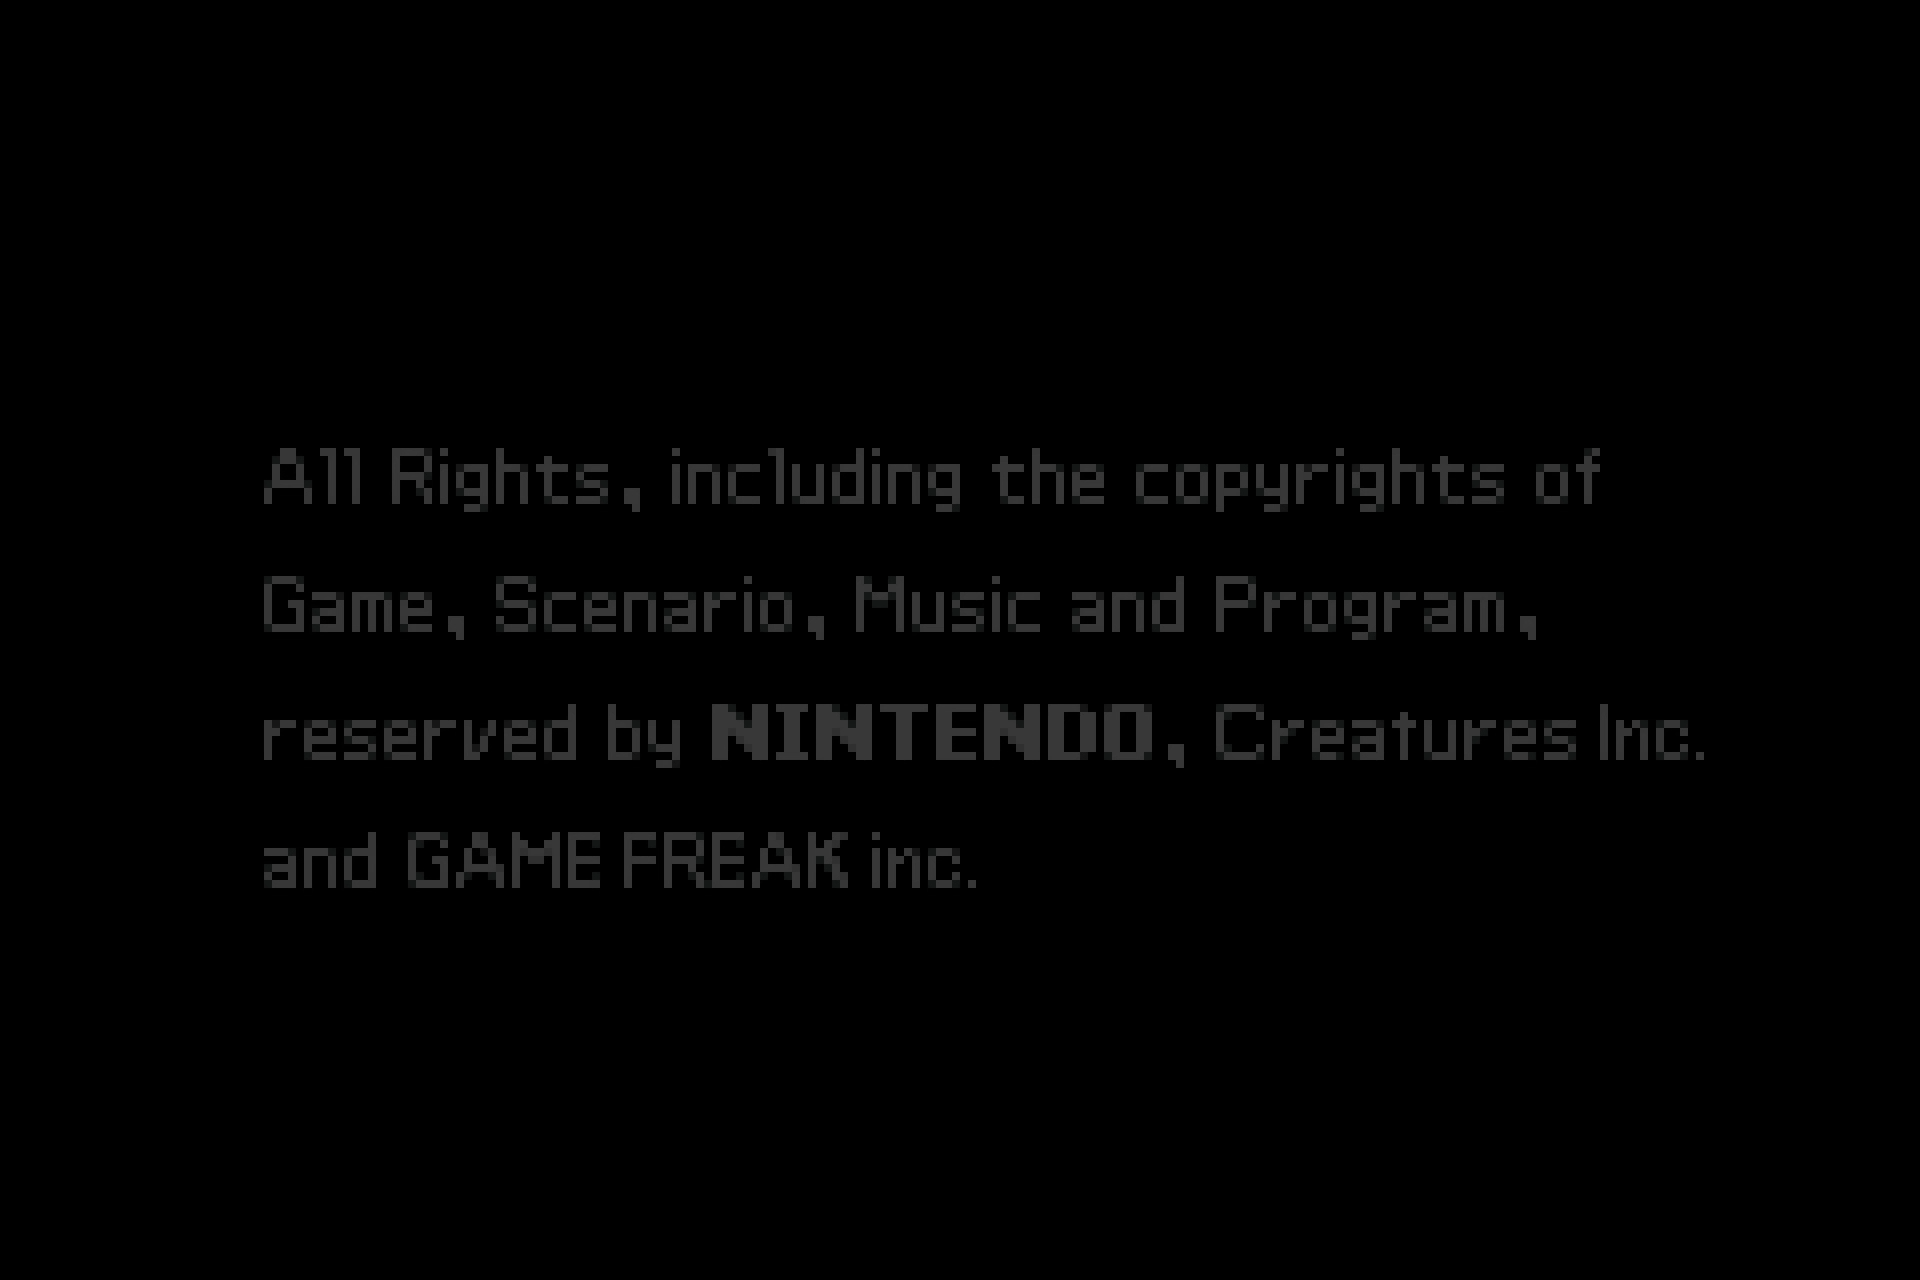 All Rights, including the copyrights of
Game, Scenario, Music and Program,
reserved by NINTENDO, Creatures Inc.
and GAME FREAK inc.